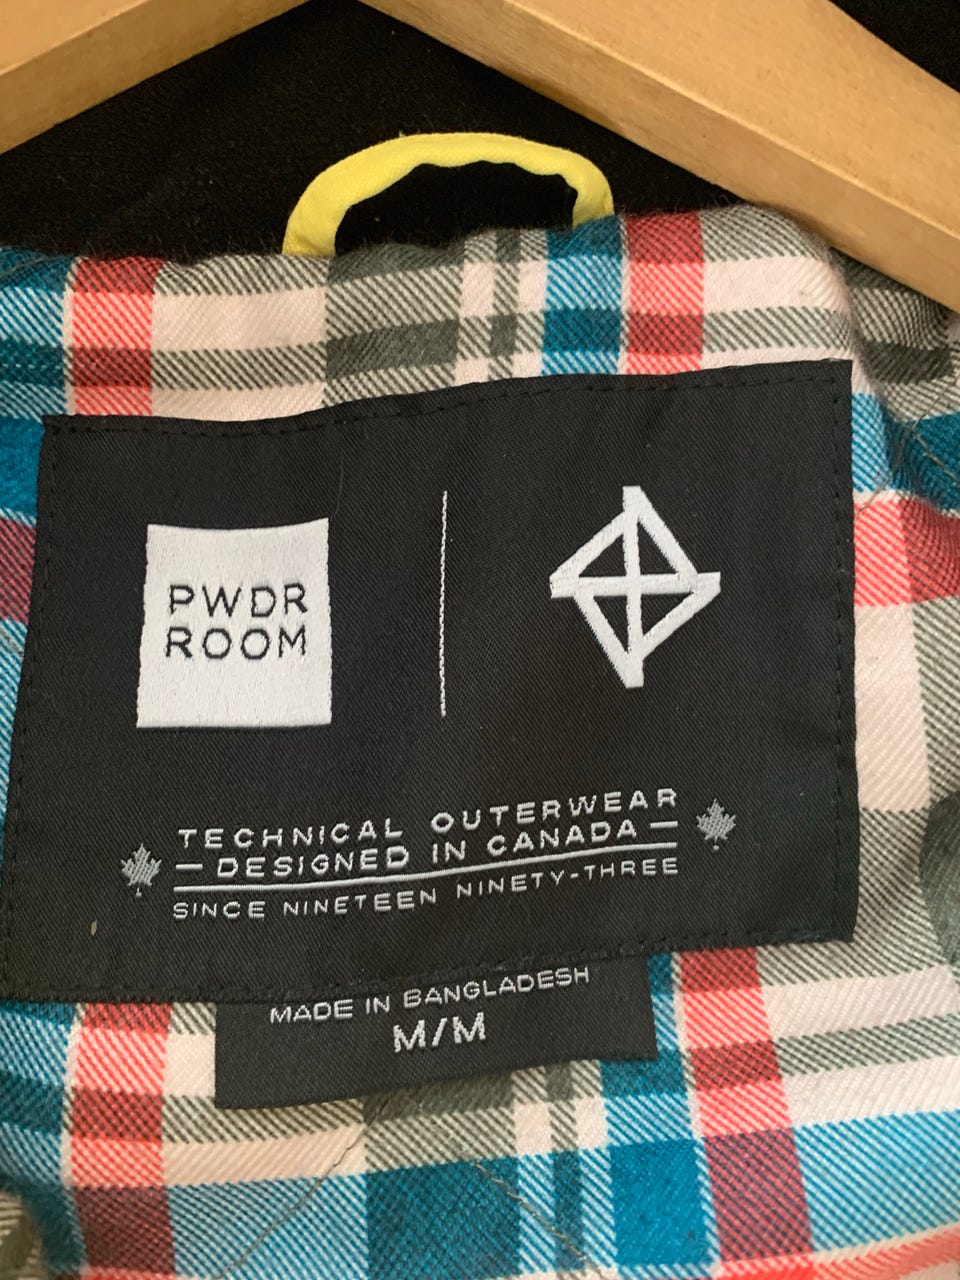 PWDR
ROOM
TECHNICAL OUTERWEAR
– DESIGNED IN CANADA –
SINCE NINETEEN NINETY-THREE
MADE IN BANGLADESH
M/M